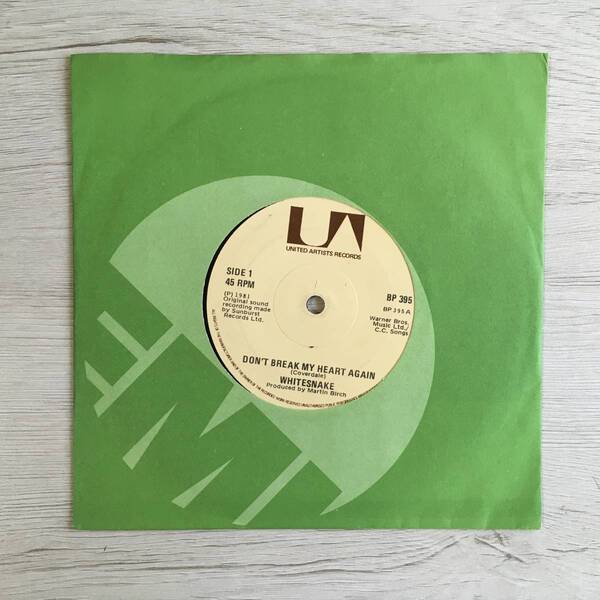 UA
UNITED ARTISTS RECORDS
SIDE 1
45 RPM
(P) 1981
Original sound
recording made
by Sunburst
Records Ltd.
BP 395
BP 395 A
Warner Bros.
Music Ltd./
C.C. Songs
DON'T BREAK MY HEART AGAIN
(Coverdale)
WHITESNAKE
Produced by Martin Birch